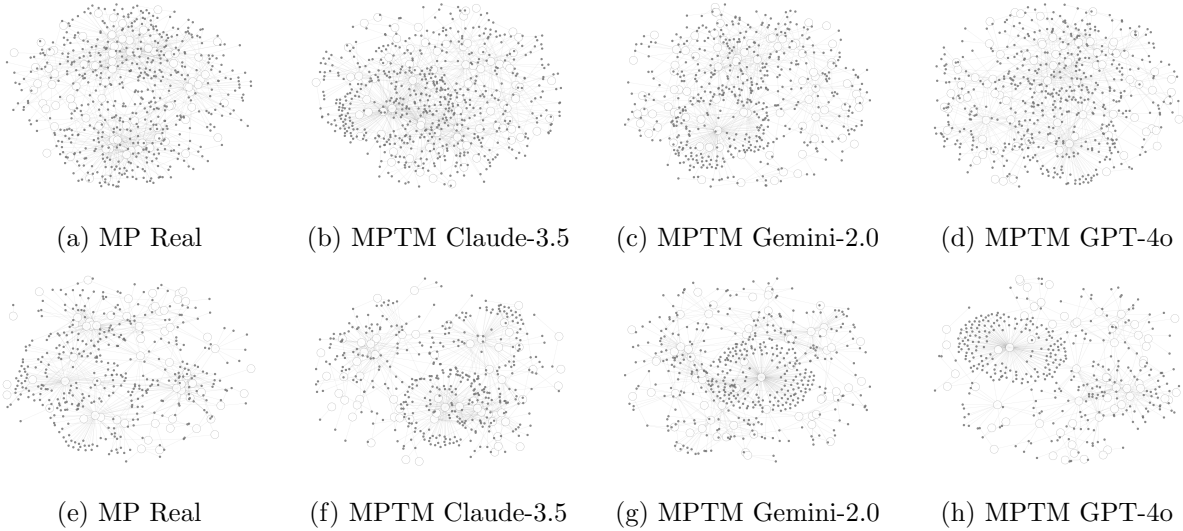 (a) MP Real
(b) MPTM Claude-3.5
(c) MPTM Gemini-2.0
(d) MPTM GPT-4o
(e) MP Real
(f) MPTM Claude-3.5
(g) MPTM Gemini-2.0
(h) MPTM GPT-4o